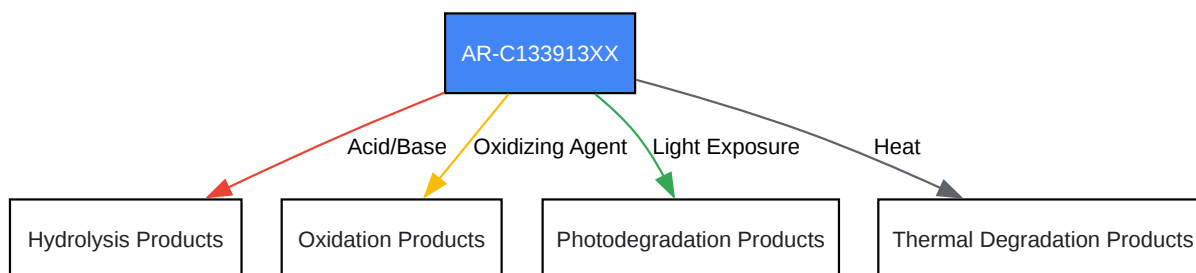 AR-C133913XX
Acid/Base
Oxidizing Agent
Light Exposure
Heat
Hydrolysis Products
Oxidation Products
Photodegradation Products
Thermal Degradation Products